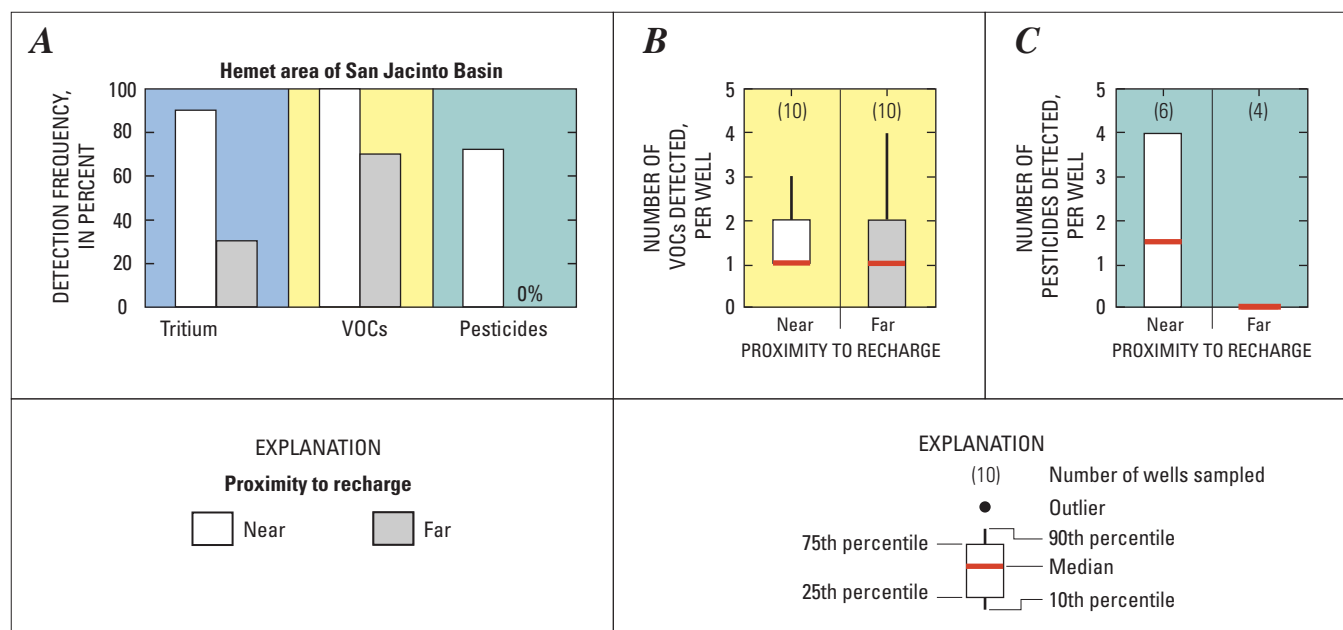 A
Hemet area of San Jacinto Basin
DETECTION FREQUENCY,
IN PERCENT
100
80
60
40
20
0
0%
Tritium
VOCs
Pesticides
B
NUMBER OF
VOCs DETECTED,
PER WELL
5
4
3
2
1
0
(10)
(10)
Near
Far
PROXIMITY TO RECHARGE
C
NUMBER OF
PESTICIDES DETECTED,
PER WELL
5
4
3
2
1
0
(6)
(4)
Near
Far
PROXIMITY TO RECHARGE
EXPLANATION
Proximity to recharge
Near
Far
EXPLANATION
(10) Number of wells sampled
Outlier
75th percentile
90th percentile
Median
25th percentile
10th percentile